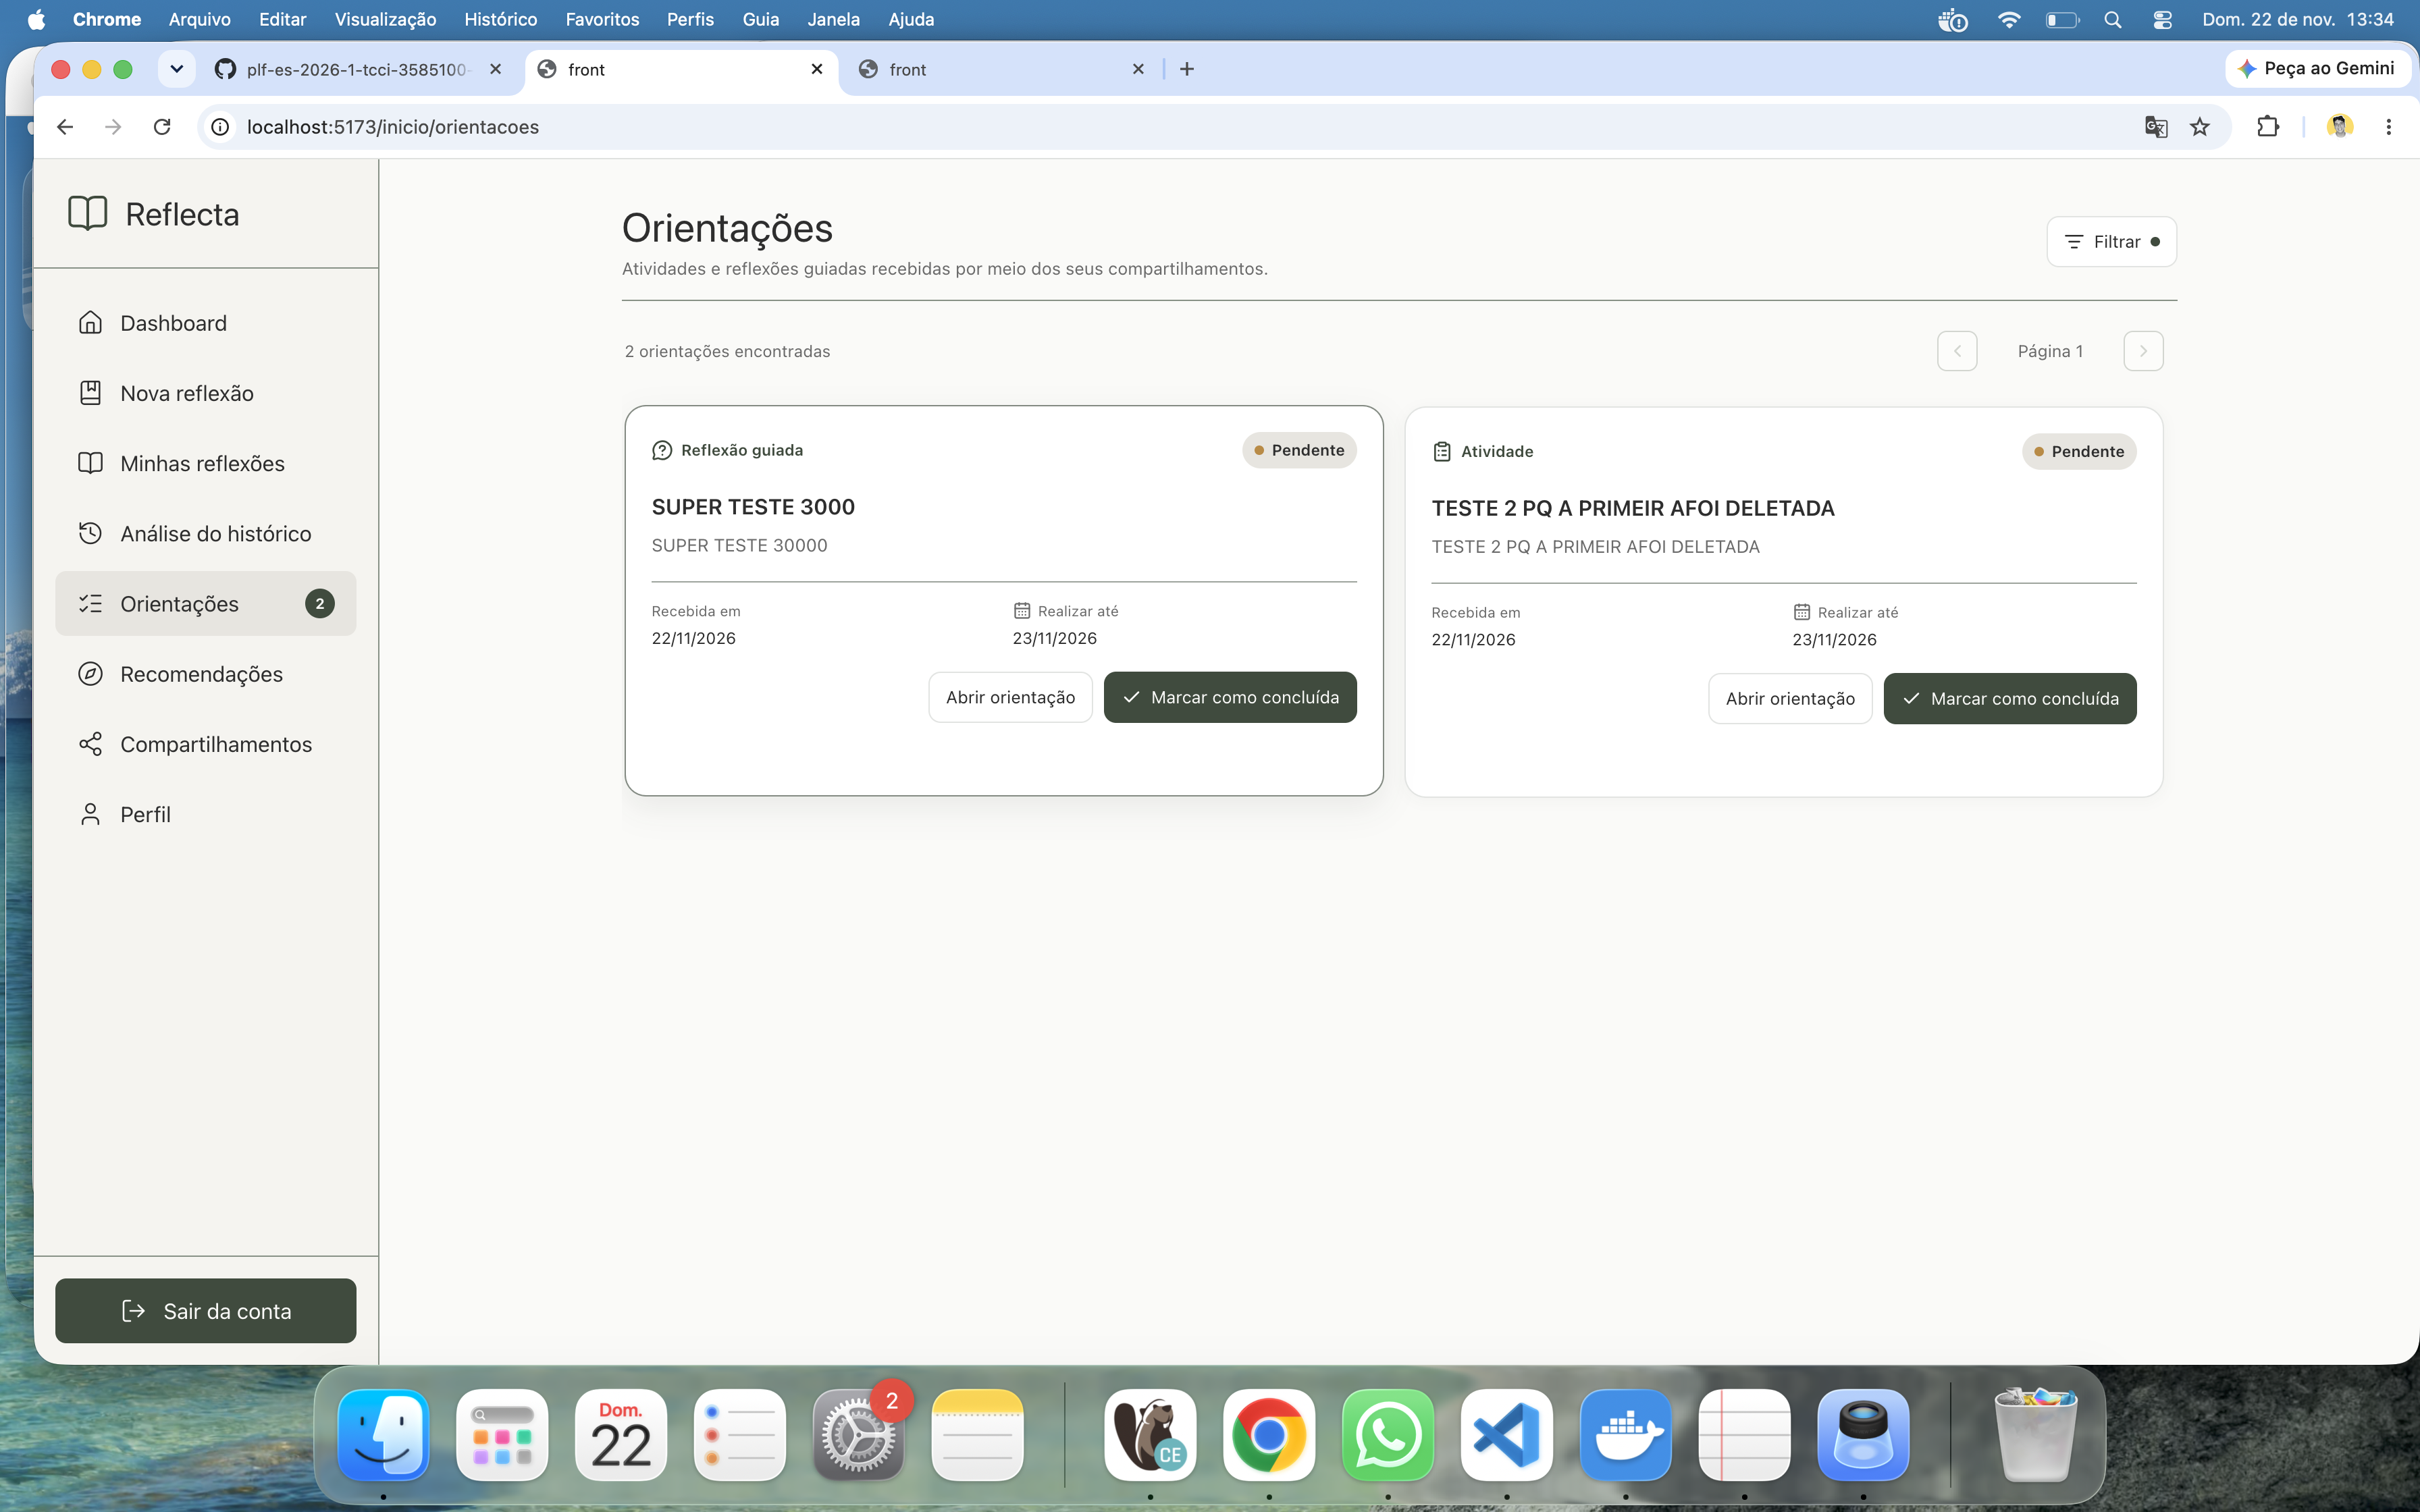 Chrome Arquivo Editar Visualização Histórico Favoritos Perfis Guia Janela Ajuda Dom. 22 de nov. 13:34
plf-es-2026-1-tcci-3585100- front front Peça ao Gemini
localhost:5173/inicio/orientacoes
Reflecta
Dashboard
Nova reflexão
Minhas reflexões
Análise do histórico
Orientações 2
Recomendações
Compartilhamentos
Perfil
Sair da conta
Orientações
Filtrar
Atividades e reflexões guiadas recebidas por meio dos seus compartilhamentos.
2 orientações encontradas
Página 1
Reflexão guiada Pendente
SUPER TESTE 3000
SUPER TESTE 30000
Recebida em Realizar até
22/11/2026 23/11/2026
Abrir orientação Marcar como concluída
Atividade Pendente
TESTE 2 PQ A PRIMEIR AFOI DELETADA
TESTE 2 PQ A PRIMEIR AFOI DELETADA
Recebida em Realizar até
22/11/2026 23/11/2026
Abrir orientação Marcar como concluída
Dom.
22
2
CE